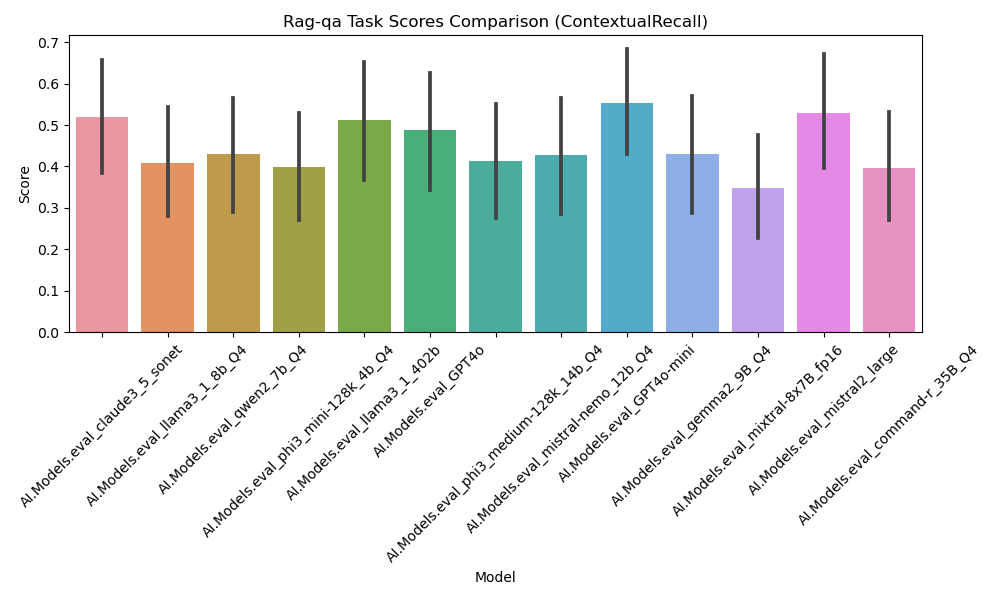 Rag-qa Task Scores Comparison (ContextualRecall)
Score
0.7
0.6
0.5
0.4
0.3
0.2
0.1
0.0
AI.Models.eval_claude3_5_sonet
AI.Models.eval_llama3_1_8b_Q4
AI.Models.eval_qwen2_7b_Q4
AI.Models.eval_phi3_mini-128k_4b_Q4
AI.Models.eval_llama3_1_402b
AI.Models.eval_GPT4o
AI.Models.eval_phi3_medium-128k_14b_Q4
AI.Models.eval_mistral-nemo_12b_Q4
AI.Models.eval_GPT4o-mini
AI.Models.eval_gemma2_9B_Q4
AI.Models.eval_mixtral-8x7B_fp16
AI.Models.eval_mistral2_large
AI.Models.eval_command-r_35B_Q4
Model